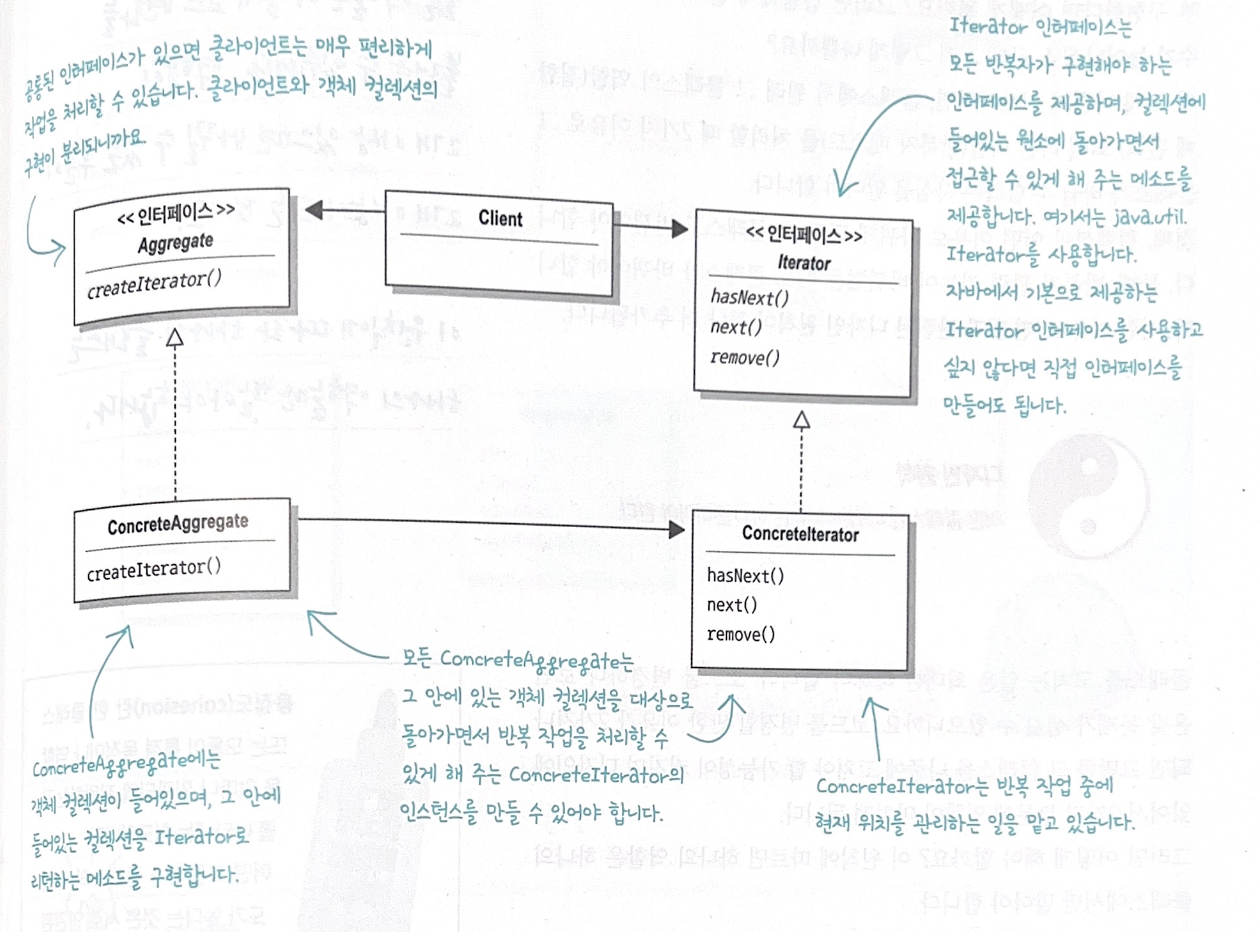 공통된 인터페이스가 있으면 클라이언트는 매우 편리하게
작업을 처리할 수 있습니다. 클라이언트와 객체 컬렉션의
구현이 분리되니까요.
Iterator 인터페이스는
모든 반복자가 구현해야 하는
인터페이스를 제공하며, 컬렉션에
들어있는 원소에 돌아가면서
접근할 수 있게 해 주는 메소드를
제공합니다. 여기서는 java.util.
Iterator를 사용합니다.
자바에서 기본으로 제공하는
Iterator 인터페이스를 사용하고
싶지 않다면 직접 인터페이스를
만들어도 됩니다.
<< 인터페이스 >>
Aggregate
createIterator()
Client
<< 인터페이스 >>
Iterator
hasNext()
next()
remove()
ConcreteAggregate
createIterator()
ConcreteIterator
hasNext()
next()
remove()
모든 ConcreteAggregate는
그 안에 있는 객체 컬렉션을 대상으로
돌아가면서 반복 작업을 처리할 수
있게 해 주는 ConcreteIterator의
인스턴스를 만들 수 있어야 합니다.
ConcreteAggregate에는
객체 컬렉션이 들어있으며, 그 안에
들어있는 컬렉션을 Iterator로
리턴하는 메소드를 구현합니다.
ConcreteIterator는 반복 작업 중에
현재 위치를 관리하는 일을 맡고 있습니다.